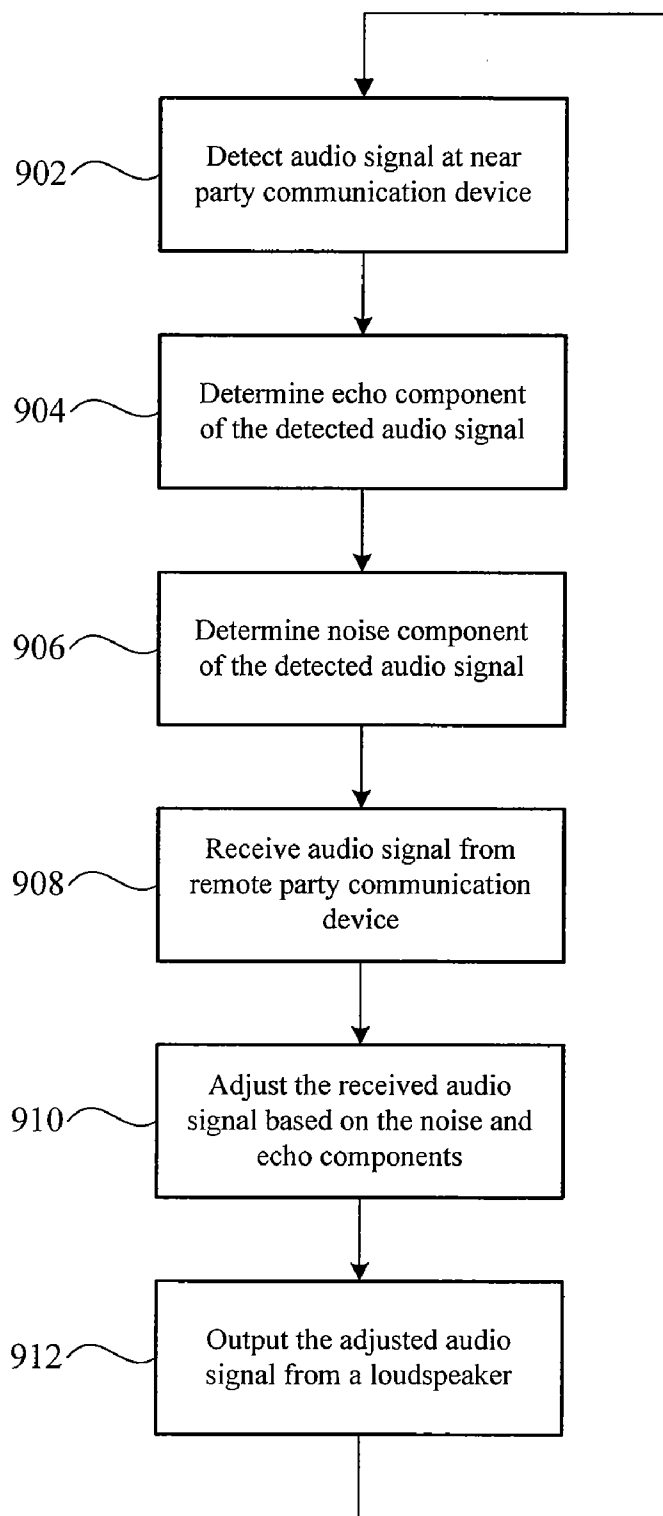 902
Detect audio signal at near
party communication device
904
Determine echo component
of the detected audio signal
906
Determine noise component
of the detected audio signal
908
Receive audio signal from
remote party communication
device
910
Adjust the received audio
signal based on the noise and
echo components
912
Output the adjusted audio
signal from a loudspeaker